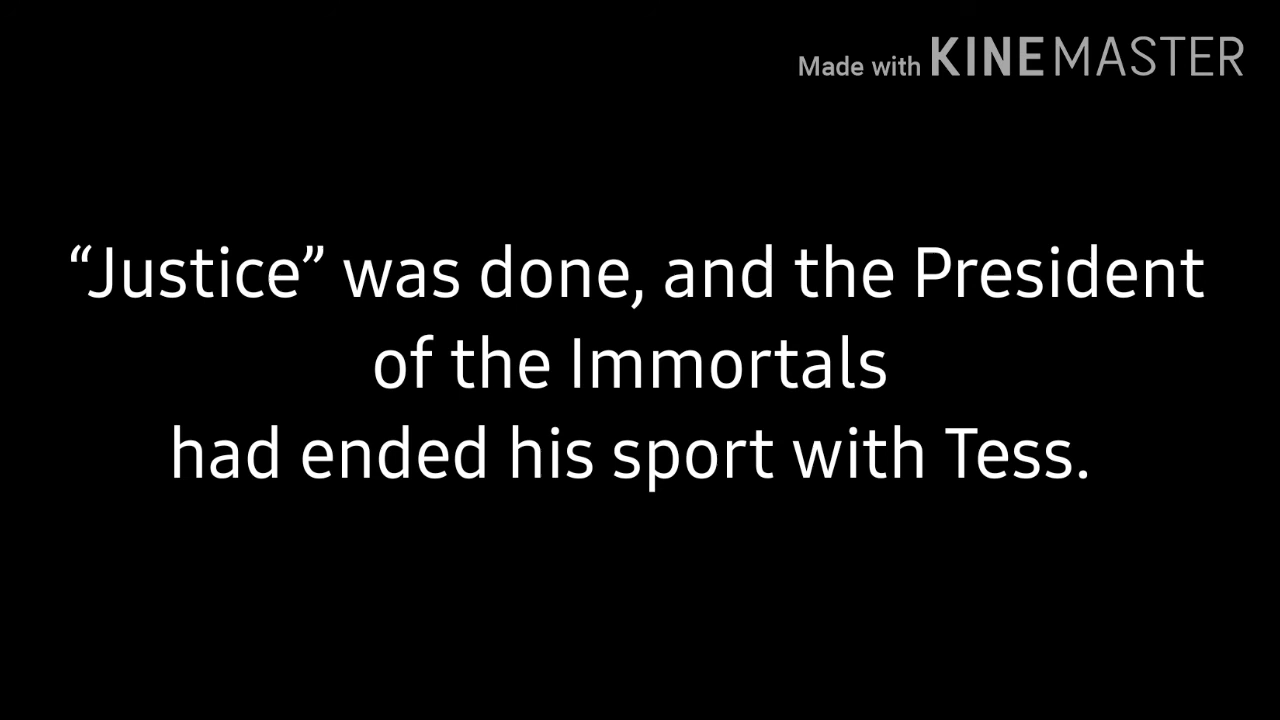 Made with KINEMASTER
“Justice” was done, and the President
of the Immortals
had ended his sport with Tess.